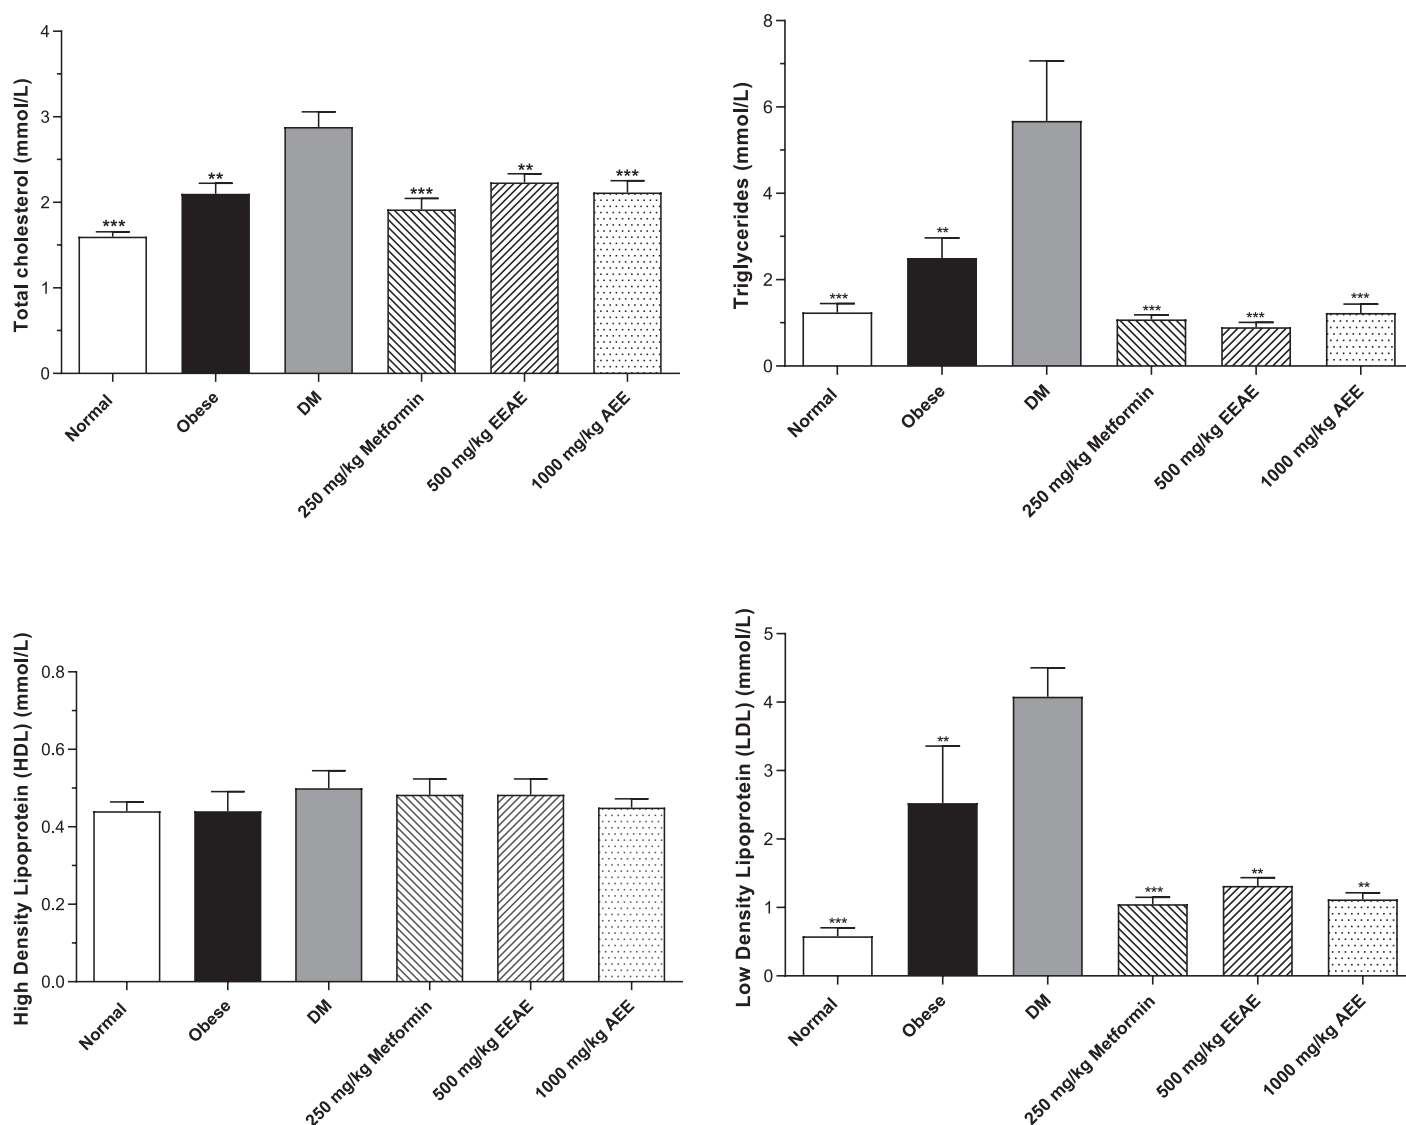 Total cholesterol (mmol/L)
4
3
2
1
0
***
**
***
**
***
Normal
Obese
DM
250 mg/kg Metformin
500 mg/kg EEAE
1000 mg/kg AEE
Triglycerides (mmol/L)
8
6
4
2
0
***
**
***
***
***
Normal
Obese
DM
250 mg/kg Metformin
500 mg/kg EEAE
1000 mg/kg AEE
High Density Lipoprotein (HDL) (mmol/L)
0.8
0.6
0.4
0.2
0.0
Normal
Obese
DM
250 mg/kg Metformin
500 mg/kg EEAE
1000 mg/kg AEE
Low Density Lipoprotein (LDL) (mmol/L)
5
4
3
2
1
0
***
**
***
**
**
Normal
Obese
DM
250 mg/kg Metformin
500 mg/kg EEAE
1000 mg/kg AEE